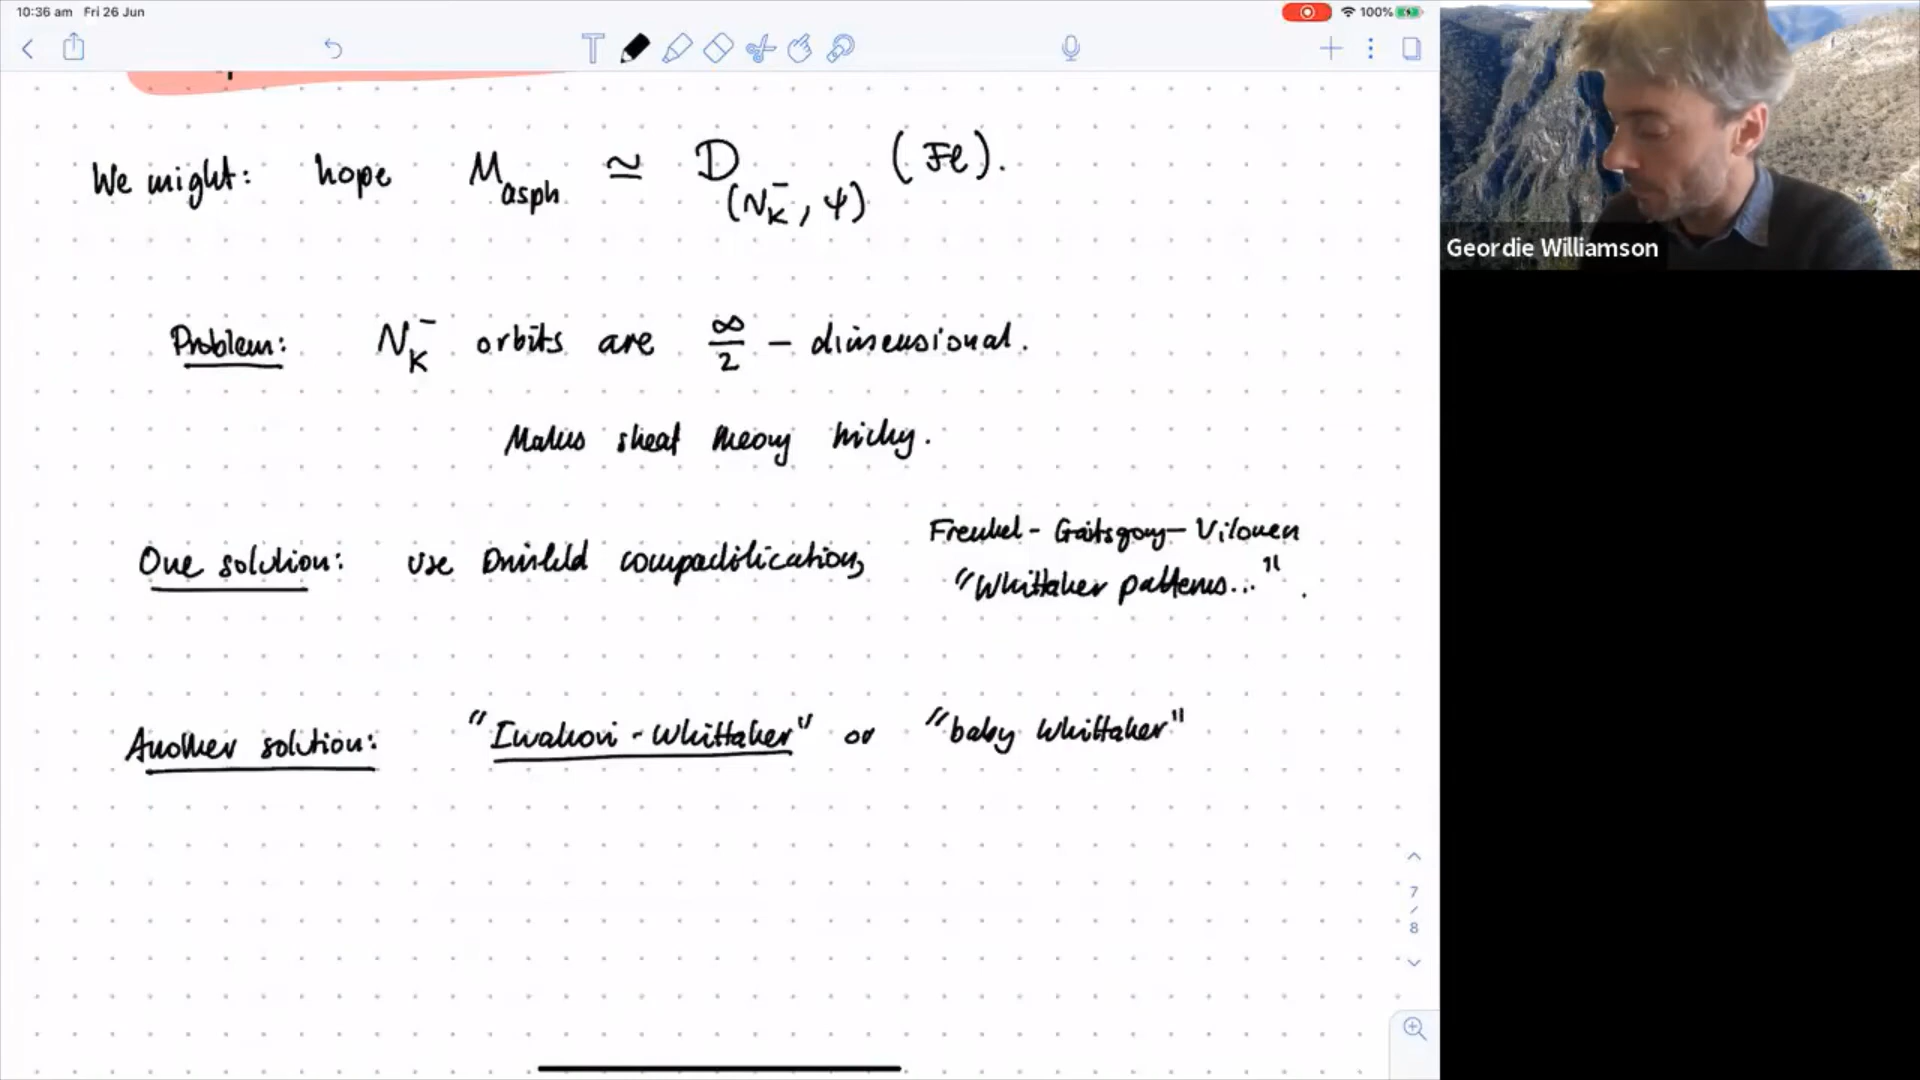 10:36 am Fri 26 Jun
100%
We might: hope M_asph ≃ D_(N_K^-, ψ) (Fl).
Problem: N_K^- orbits are ∞/2 - dimensional.
Makes sheaf theory tricky.
One solution: use Drinfeld compactification, Frenkel - Gaitsgory - Vilonen
"Whittaker patterns..." .
Another solution: "Iwahori - Whittaker" or "baby Whittaker"
Geordie Williamson
7
/
8